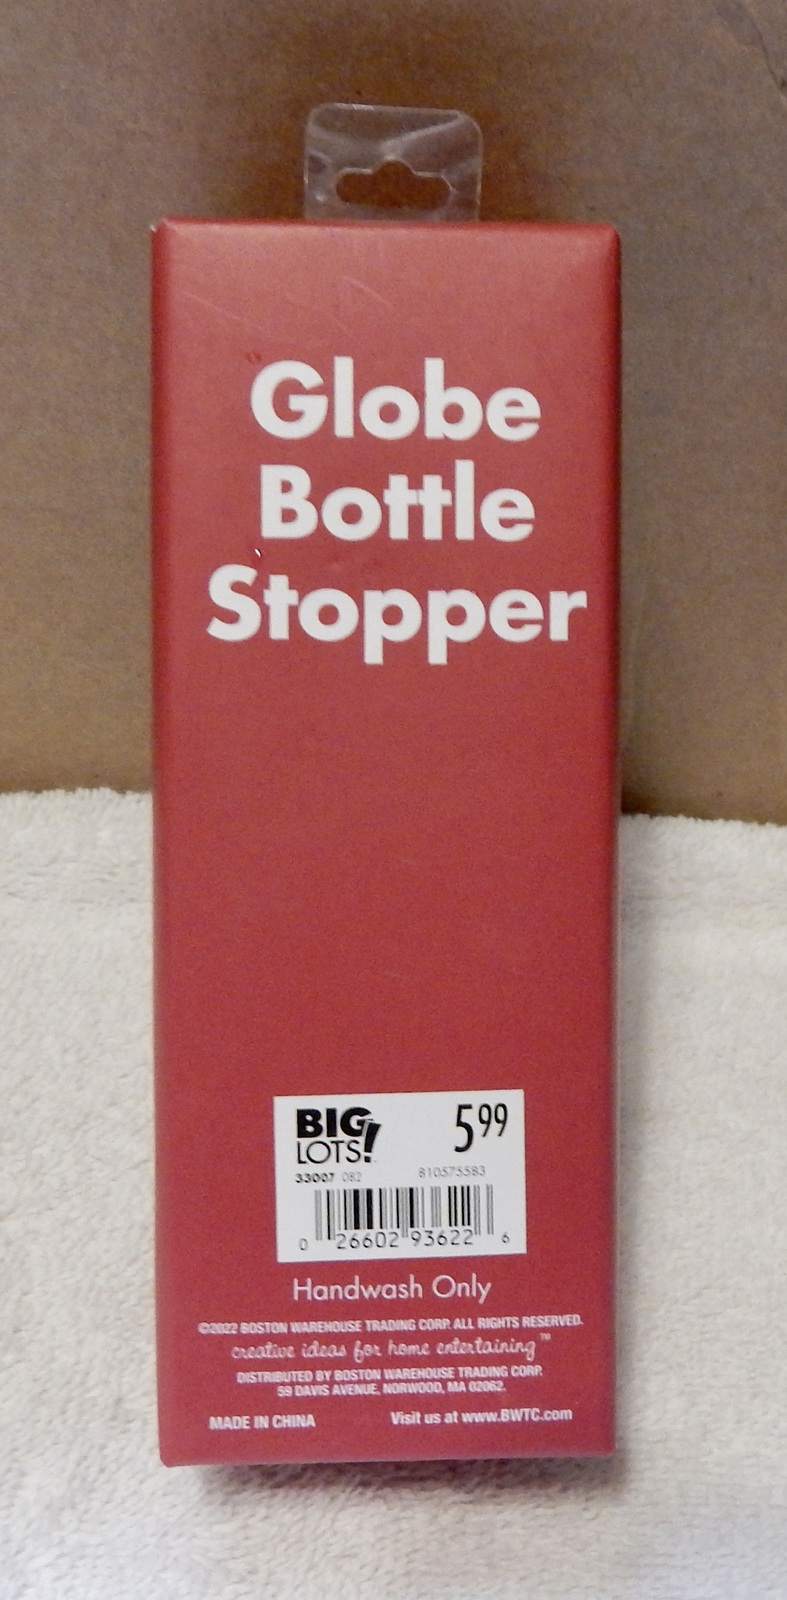 Globe
Bottle
Stopper
BIG 5.99
LOTS!
33007 082 810575583
0 26602 93622 6
Handwash Only
©2022 BOSTON WAREHOUSE TRADING CORP. ALL RIGHTS RESERVED.
creative ideas for home entertaining™
DISTRIBUTED BY BOSTON WAREHOUSE TRADING CORP.
59 DAVIS AVENUE, NORWOOD, MA 02062.
MADE IN CHINA Visit us at www.BWTC.com